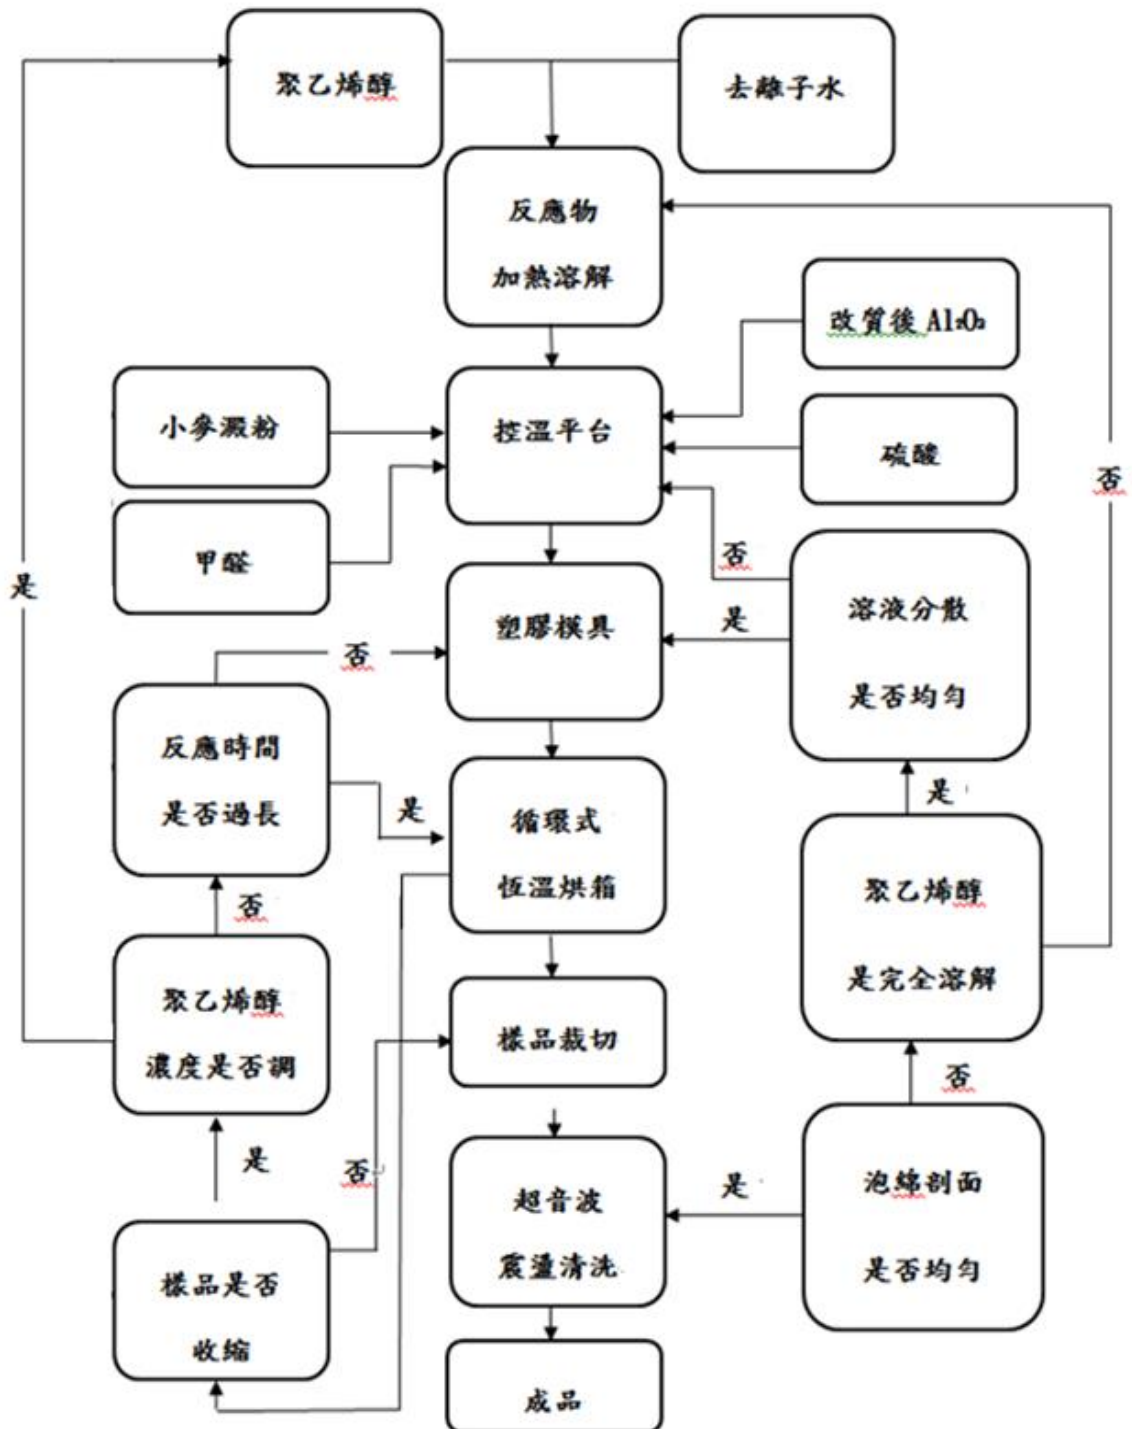 聚乙烯醇
去離子水
反應物
加熱溶解
改質後 Al₂O₃
小麥澱粉
控溫平台
硫酸
否
甲醛
否
是
塑膠模具
是
溶液分散
是否均勻
否
反應時間
是否過長
是
循環式
恆溫烘箱
是
聚乙烯醇
是完全溶解
否
聚乙烯醇
濃度是否調
樣品裁切
否
是
否
超音波
震盪清洗
是
泡綿剖面
是否均勻
樣品是否
收縮
成品